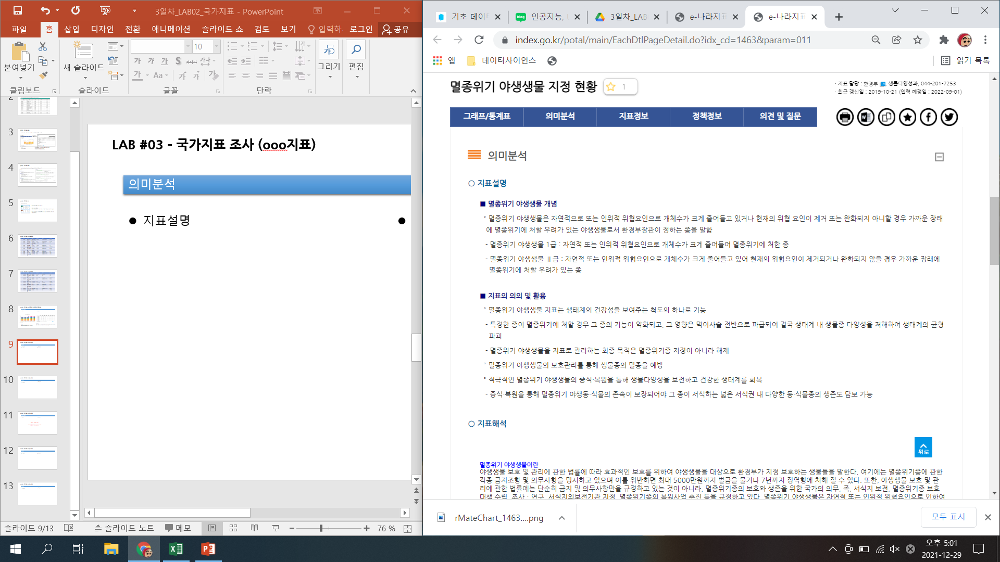 3일차_LAB02_국가지표 - PowerPoint
파일 홈 삽입 디자인 전환 애니메이션 슬라이드 쇼 검토 보기 입력하. 로그인 공유
붙여넣기
새 슬라이드
10
가 가 가 S 가나다 간나
가 Aa 가 가
그리기
편집
클립보드 슬라이드 글꼴 단락
2
3
4
5
6
7
8
9
10
11
12
13
LAB #03 - 국가지표 조사 (ooo지표)
의미분석
● 지표설명
●
슬라이드 9/13 슬라이드 노트 메모 76 %
기초 데이터
인공지능,
3일차_LAB
e-나라지표
e-나라지표
index.go.kr/potal/main/EachDtlPageDetail.do?idx_cd=1463&param=011
앱 데이터사이언스 읽기 목록
멸종위기 야생생물 지정 현황 1
· 지표 담당 : 환경부 생물다양성과, 044-201-7253
· 최근 갱신일 : 2019-10-21 (입력 예정일 : 2022-09-01)
그래프/통계표 의미분석 지표정보 정책정보 의견 및 질문
의미분석
○ 지표설명
■ 멸종위기 야생생물 개념
° 멸종위기 야생생물은 자연적으로 또는 인위적 위협요인으로 개체수가 크게 줄어들고 있거나 현재의 위협 요인이 제거 또는 완화되지 아니할 경우 가까운 장래
에 멸종위기에 처할 우려가 있는 야생생물로서 환경부장관이 정하는 종을 말함
- 멸종위기 야생생물 1급 : 자연적 또는 인위적 위협요인으로 개체수가 크게 줄어들어 멸종위기에 처한 종
- 멸종위기 야생생물 Ⅱ급 : 자연적 또는 인위적 위협요인으로 개체수가 크게 줄어들고 있어 현재의 위협요인이 제거되거나 완화되지 않을 경우 가까운 장래에
멸종위기에 처할 우려가 있는 종
■ 지표의 의의 및 활용
° 멸종위기 야생생물 지표는 생태계의 건강성을 보여주는 척도의 하나로 기능
- 특정한 종이 멸종위기에 처할 경우 그 종의 기능이 약화되고, 그 영향은 먹이사슬 전반으로 파급되어 결국 생태계 내 생물종 다양성을 저해하여 생태계의 균형
파괴
- 멸종위기 야생생물을 지표로 관리하는 최종 목적은 멸종위기종 지정이 아니라 해제
° 멸종위기 야생생물의 보호관리를 통해 생물종의 멸종을 예방
° 적극적인 멸종위기 야생생물의 증식·복원을 통해 생물다양성을 보전하고 건강한 생태계를 회복
- 증식·복원을 통해 멸종위기 야생동·식물의 존속이 보장되어야 그 종이 서식하는 넓은 서식권 내 다양한 동·식물종의 생존도 담보 가능
○ 지표해석
위로
멸종위기 야생생물이란
야생생물 보호 및 관리에 관한 법률에 따라 효과적인 보호를 위하여 야생생물을 대상으로 환경부가 지정 보호하는 생물들을 말한다. 여기에는 멸종위기종에 관한
각종 금지조항 및 의무사항을 명시하고 있으며 이를 위반하면 최대 5000만원까지 벌금을 물거나 7년까지 징역형에 처해 질 수 있다. 또한, 야생생물 보호 및 관
리에 관한 법률에는 단순히 금지 및 의무사항만을 규정하고 있는 것이 아니라, 멸종위기종의 보호와 생존을 위한 국가의 의무, 즉, 서식지 보전, 멸종위기종 보호
대책 수립, 조사ㆍ연구, 서식지외보전기관 지정, 멸종위기종의 복원사업 추진 등을 규정하고 있다. 멸종위기 야생생물은 자연적 또는 인위적 위협요인으로 인하여
rMateChart_1463....png
모두 표시
오후 5:01
2021-12-29